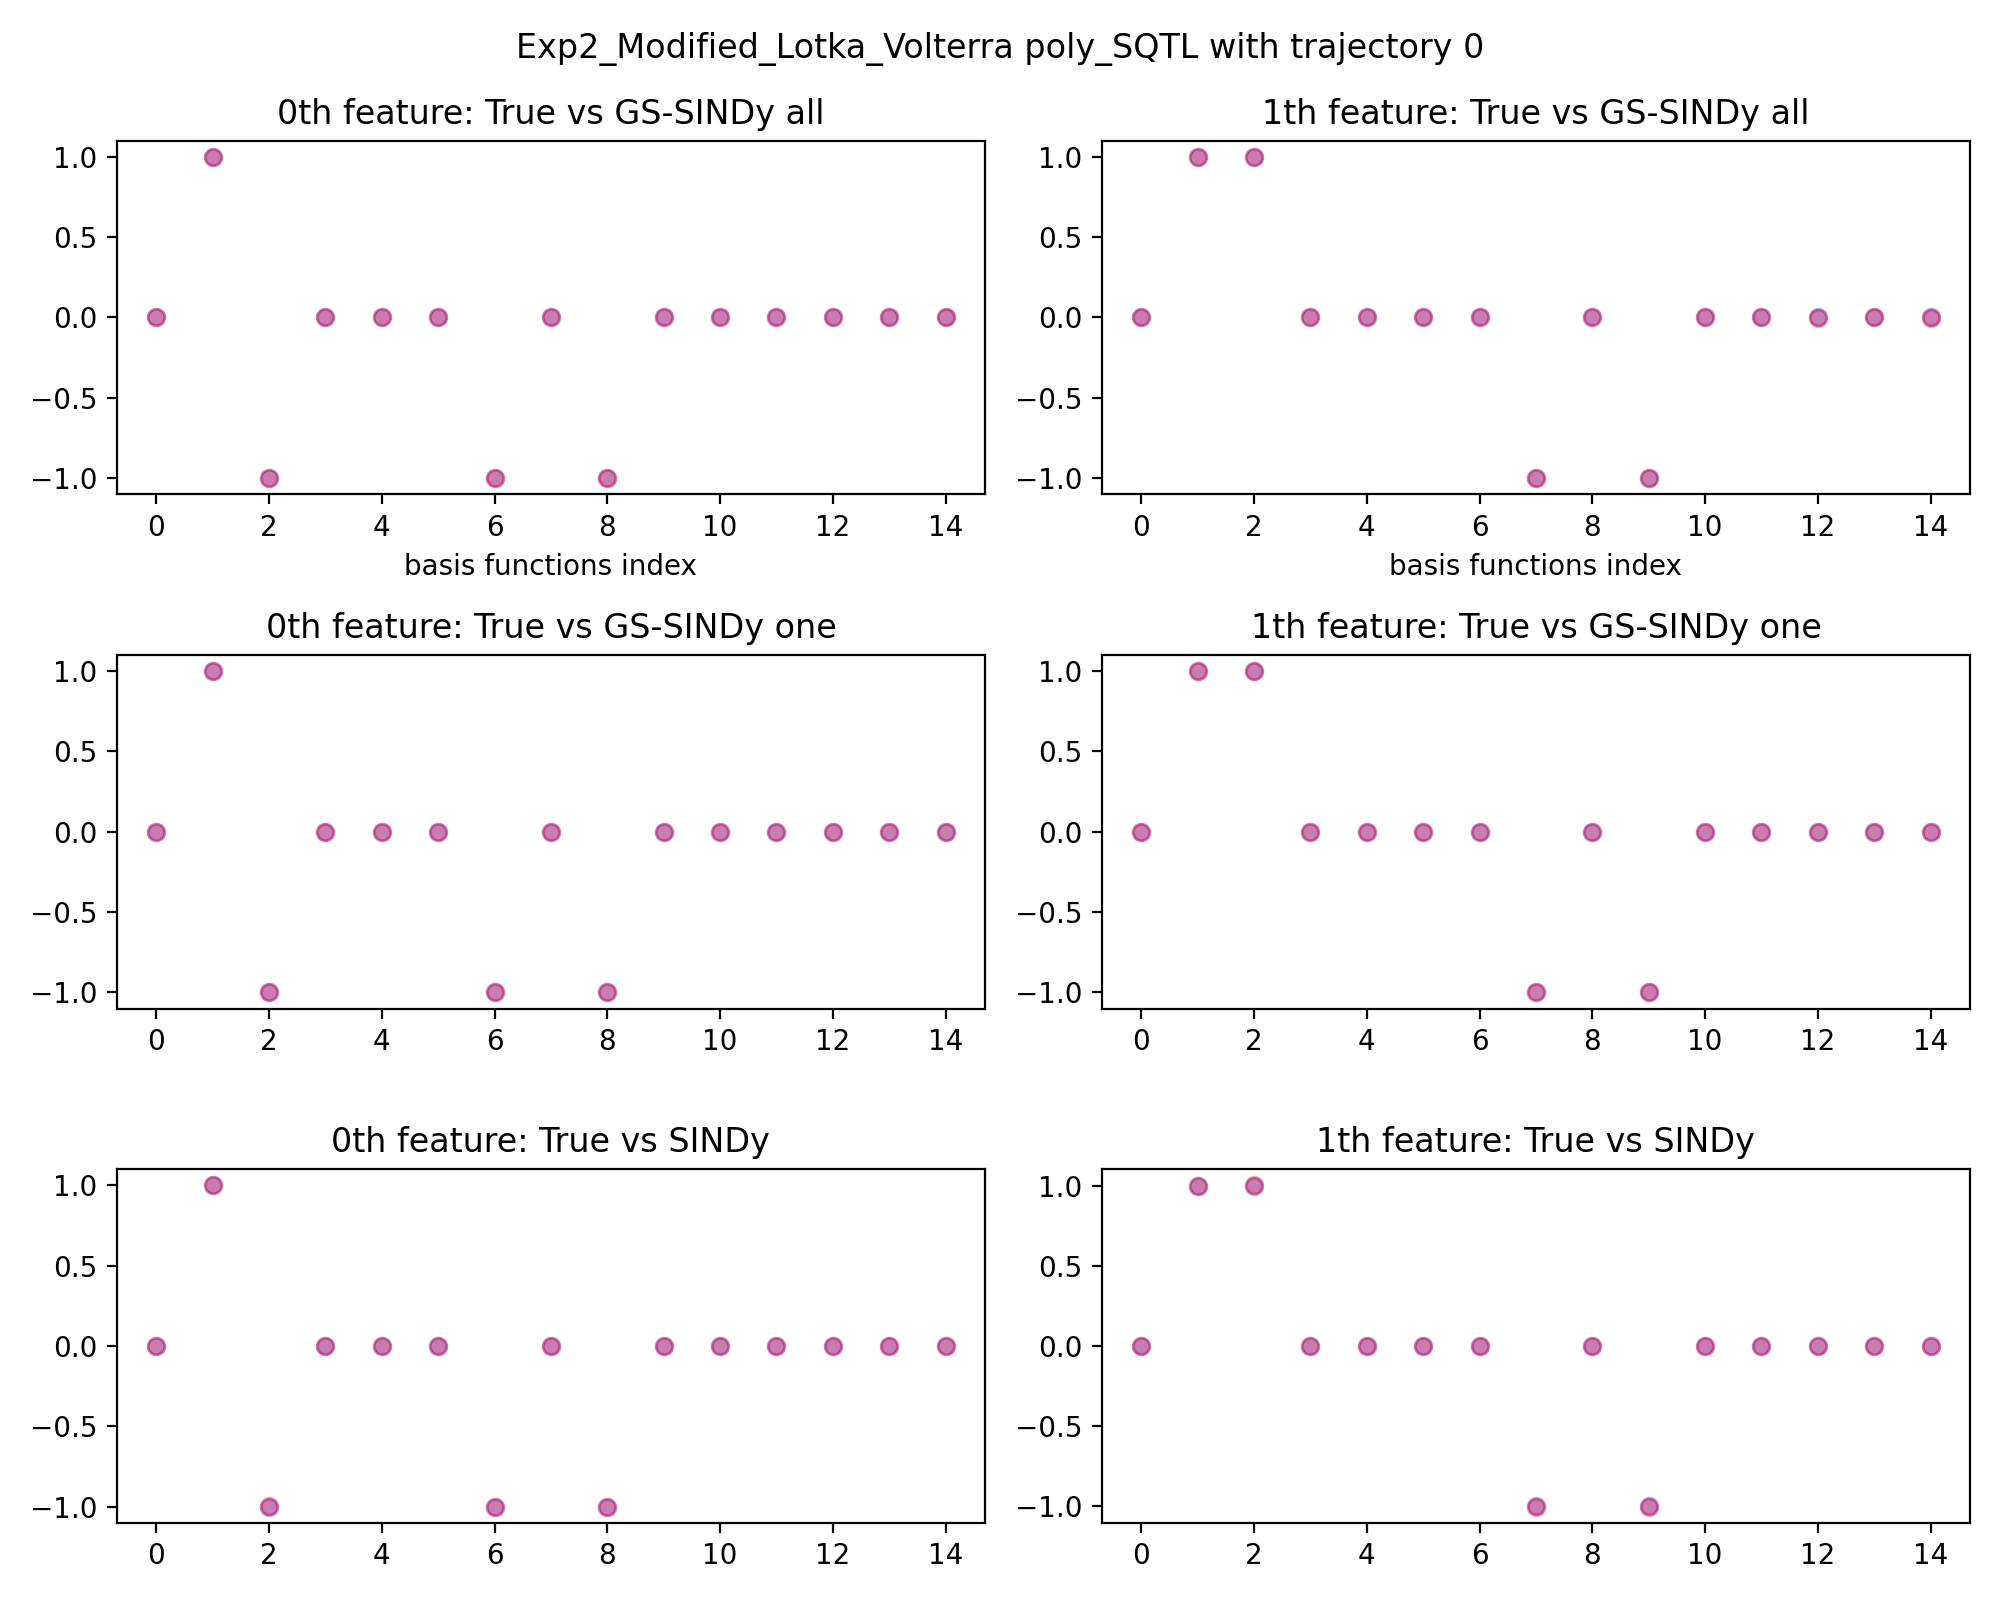 Exp2_Modified_Lotka_Volterra poly_SQTL with trajectory 0
0th feature: True vs GS-SINDy all
1.0
0.5
0.0
−0.5
−1.0
0 2 4 6 8 10 12 14
basis functions index
1th feature: True vs GS-SINDy all
1.0
0.5
0.0
−0.5
−1.0
0 2 4 6 8 10 12 14
basis functions index
0th feature: True vs GS-SINDy one
1.0
0.5
0.0
−0.5
−1.0
0 2 4 6 8 10 12 14
1th feature: True vs GS-SINDy one
1.0
0.5
0.0
−0.5
−1.0
0 2 4 6 8 10 12 14
0th feature: True vs SINDy
1.0
0.5
0.0
−0.5
−1.0
0 2 4 6 8 10 12 14
1th feature: True vs SINDy
1.0
0.5
0.0
−0.5
−1.0
0 2 4 6 8 10 12 14